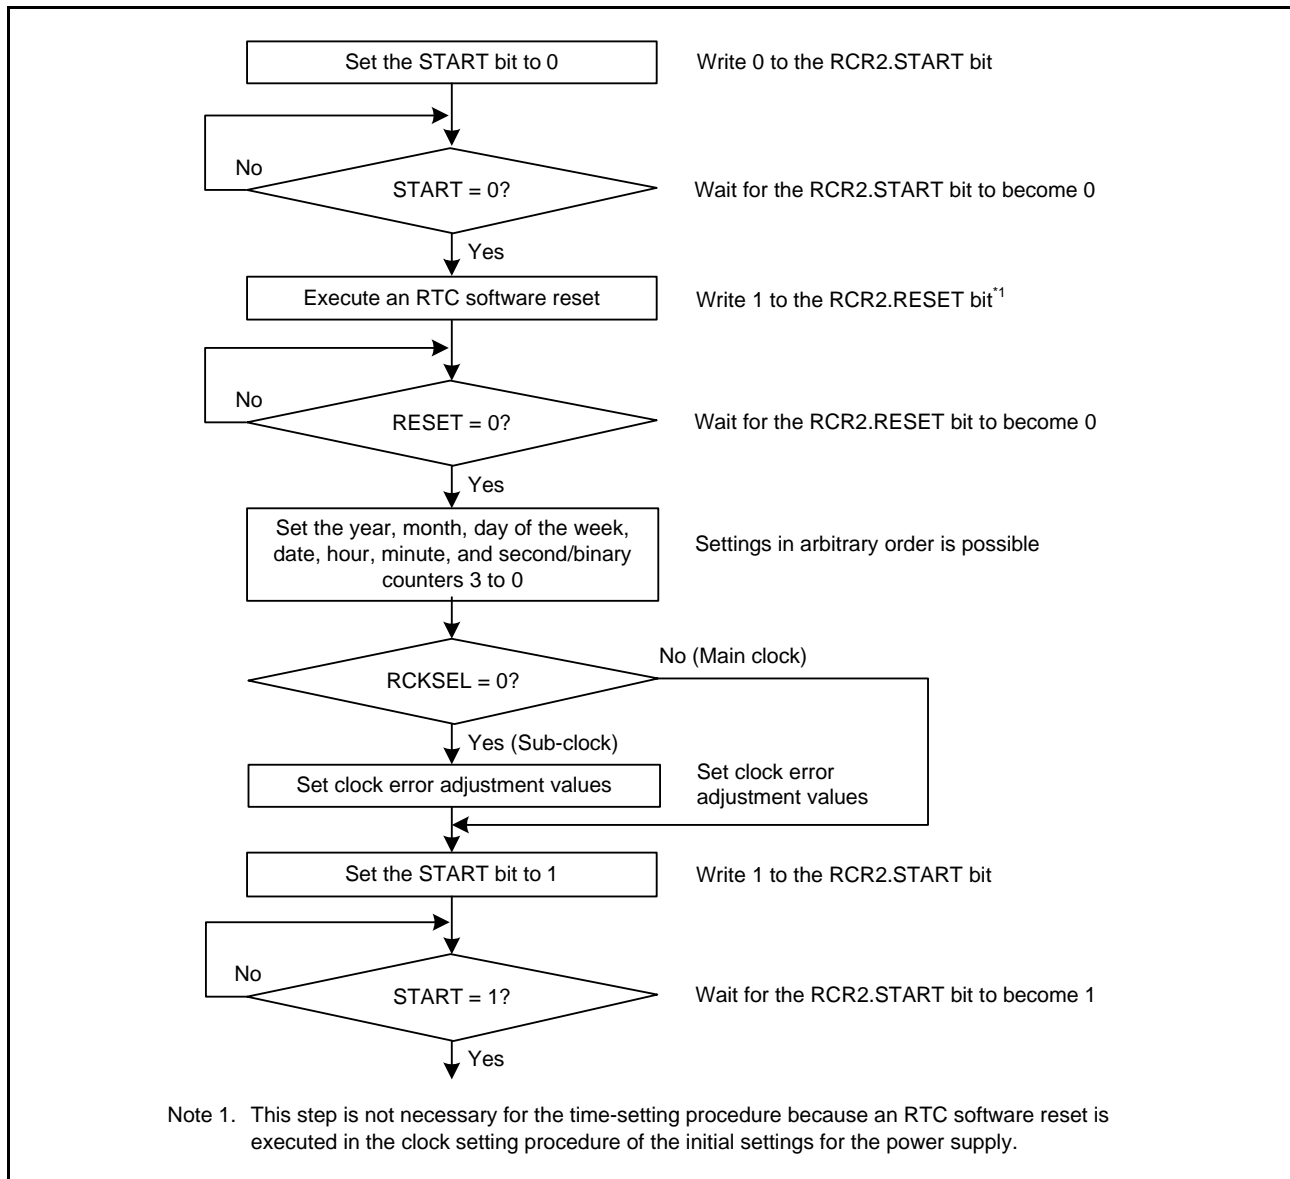 Set the START bit to 0
Write 0 to the RCR2.START bit
No
START = 0?
Wait for the RCR2.START bit to become 0
Yes
Execute an RTC software reset
Write 1 to the RCR2.RESET bit*1
No
RESET = 0?
Wait for the RCR2.RESET bit to become 0
Yes
Set the year, month, day of the week,
date, hour, minute, and second/binary
counters 3 to 0
Settings in arbitrary order is possible
No (Main clock)
RCKSEL = 0?
Yes (Sub-clock)
Set clock error adjustment values
Set clock error
adjustment values
Set the START bit to 1
Write 1 to the RCR2.START bit
No
START = 1?
Wait for the RCR2.START bit to become 1
Yes
Note 1. This step is not necessary for the time-setting procedure because an RTC software reset is
executed in the clock setting procedure of the initial settings for the power supply.